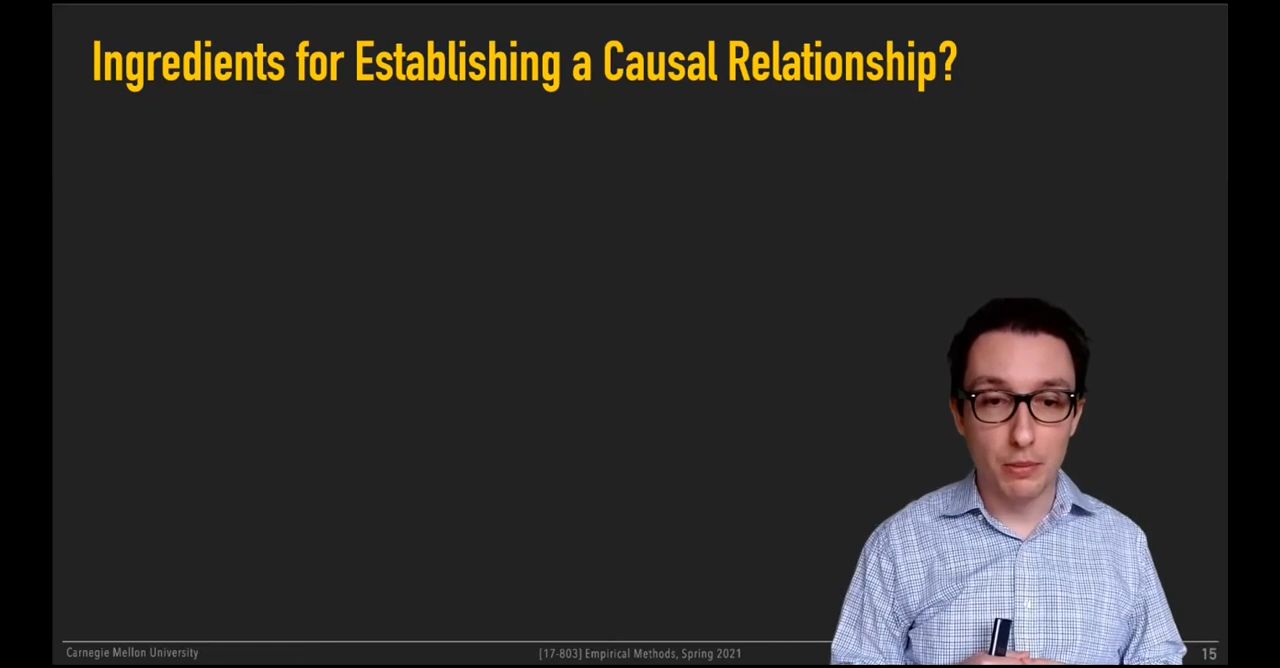 Ingredients for Establishing a Causal Relationship?
Carnegie Mellon University
[17-803] Empirical Methods, Spring 2021
15